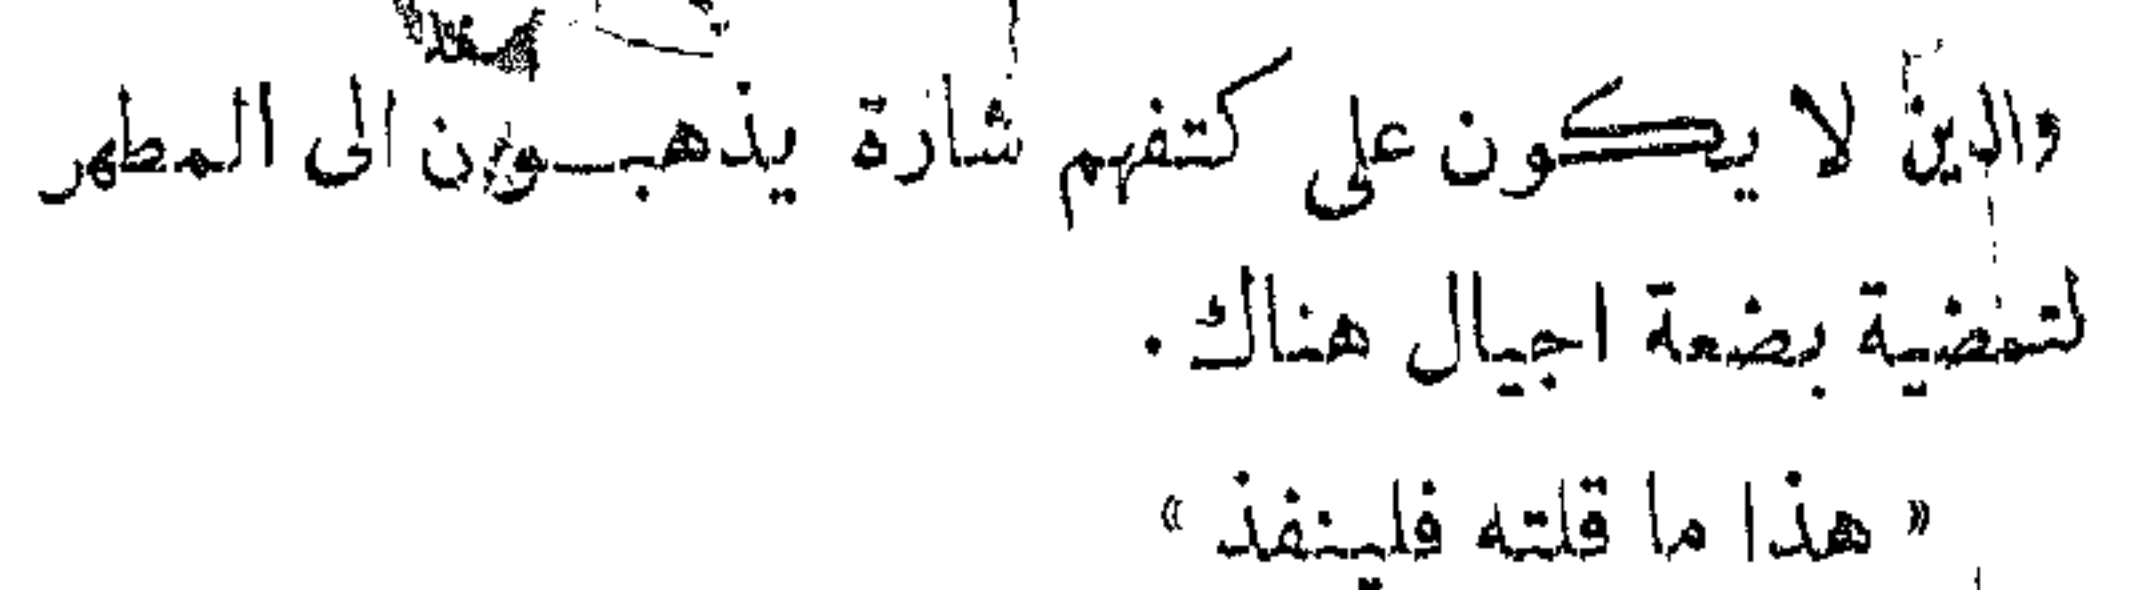 والذين لا يكون على كتفهم شارة يذهبون الى المطهر
لتمضية بضعة اجيال هناك .
« هذا ما قلته فلينفذ »